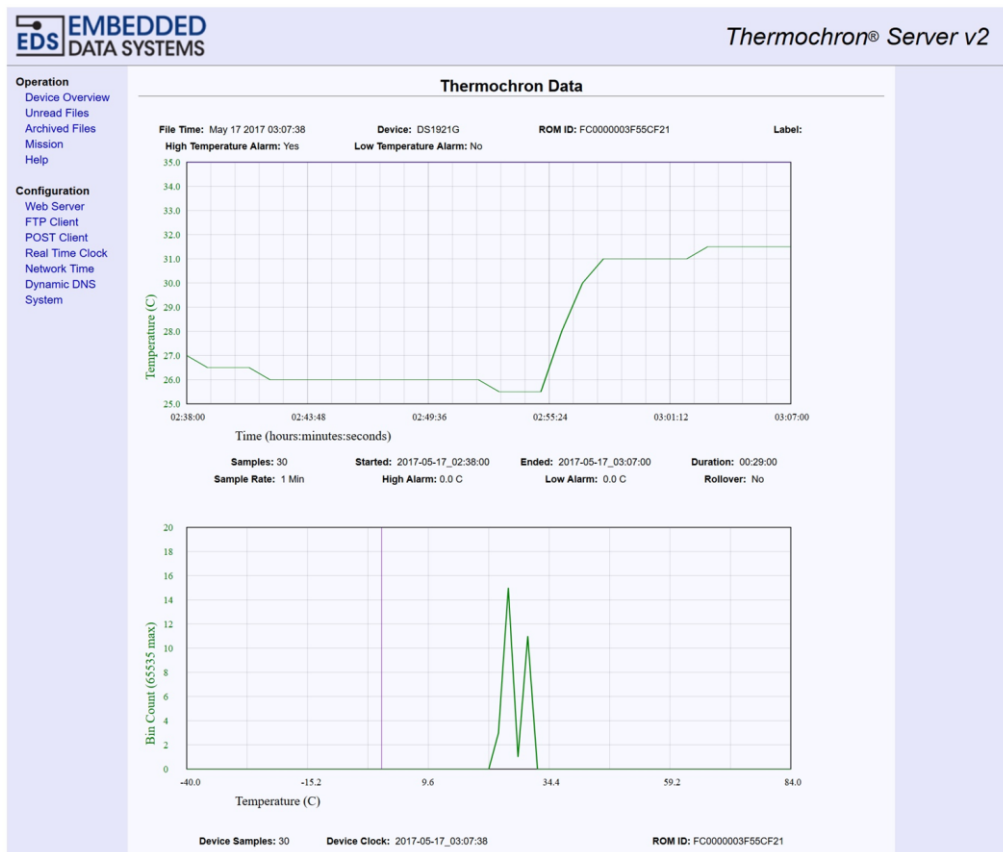 EDS EMBEDDED
DATA SYSTEMS
Thermochron® Server v2
Operation
Device Overview
Unread Files
Archived Files
Mission
Help
Configuration
Web Server
FTP Client
POST Client
Real Time Clock
Network Time
Dynamic DNS
System
Thermochron Data
File Time: May 17 2017 03:07:38 Device: DS1921G ROM ID: FC0000003F55CF21 Label:
High Temperature Alarm: Yes Low Temperature Alarm: No
35.0
34.0
33.0
32.0
31.0
30.0
29.0
28.0
27.0
26.0
25.0
Temperature (C)
02:38:00 02:43:48 02:49:36 02:55:24 03:01:12 03:07:00
Time (hours:minutes:seconds)
Samples: 30 Started: 2017-05-17_02:38:00 Ended: 2017-05-17_03:07:00 Duration: 00:29:00
Sample Rate: 1 Min High Alarm: 0.0 C Low Alarm: 0.0 C Rollover: No
20
18
16
14
12
10
8
6
4
2
0
Bin Count (65535 max)
-40.0 -15.2 9.6 34.4 59.2 84.0
Temperature (C)
Device Samples: 30 Device Clock: 2017-05-17_03:07:38 ROM ID: FC0000003F55CF21